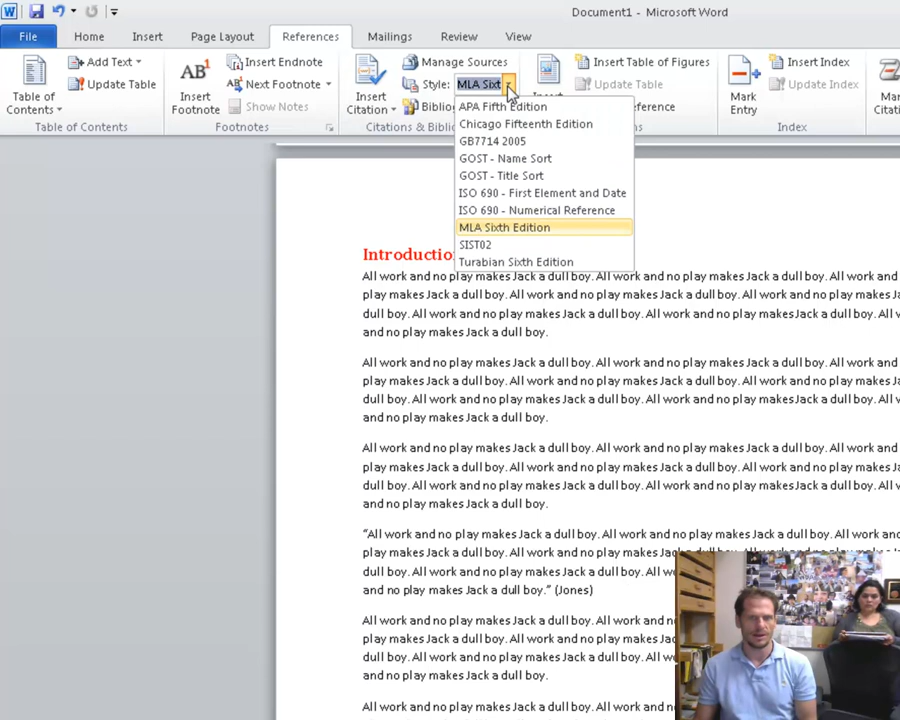 Document1 - Microsoft Word
File Home Insert Page Layout References Mailings Review View
Table of Contents
Add Text
Update Table
Table of Contents
AB1
Insert Footnote
Insert Endnote
Next Footnote
Show Notes
Footnotes
Insert Citation
Manage Sources
Style: MLA Sixt
Biblio
Citations & Biblio
APA Fifth Edition
Chicago Fifteenth Edition
GB7714 2005
GOST - Name Sort
GOST - Title Sort
ISO 690 - First Element and Date
ISO 690 - Numerical Reference
MLA Sixth Edition
SIST02
Turabian Sixth Edition
Insert Table of Figures
Update Table
Mark Entry
Insert Index
Update Index
Index
Introductio
All work and no play makes Jack a dull boy. All work and no play makes Jack a dull boy. All work and no
play makes Jack a dull boy. All work and no play makes Jack a dull boy. All work and no play makes Jack a
dull boy. All work and no play makes Jack a dull boy. All work and no play makes Jack a dull boy. All work
and no play makes Jack a dull boy.
All work and no play makes Jack a dull boy. All work and no play makes Jack a dull boy. All work and no
play makes Jack a dull boy. All work and no play makes Jack a dull boy. All work and no play makes Jack a
dull boy. All work and no play makes Jack a dull boy. All work and no play makes Jack a dull boy. All work
and no play makes Jack a dull boy.
All work and no play makes Jack a dull boy. All work and no play makes Jack a dull boy. All work and no
play makes Jack a dull boy. All work and no play makes Jack a dull boy. All work and no play makes Jack a
dull boy. All work and no play makes Jack a dull boy. All work and no play makes Jack a dull boy. All work
and no play makes Jack a dull boy.
“All work and no play makes Jack a dull boy. All work and no play makes Jack a dull boy. All work and no
play makes Jack a dull boy. All work and no play makes Jack
dull boy. All work and no play makes Jack a dull boy. All work
and no play makes Jack a dull boy.” (Jones)
All work and no play makes Jack a dull boy. All work and no
play makes Jack a dull boy. All work and no play makes Jack
dull boy. All work and no play makes Jack a dull boy. All work
and no play makes Jack a dull boy.
All work and no play makes Jack a dull boy. All work and no